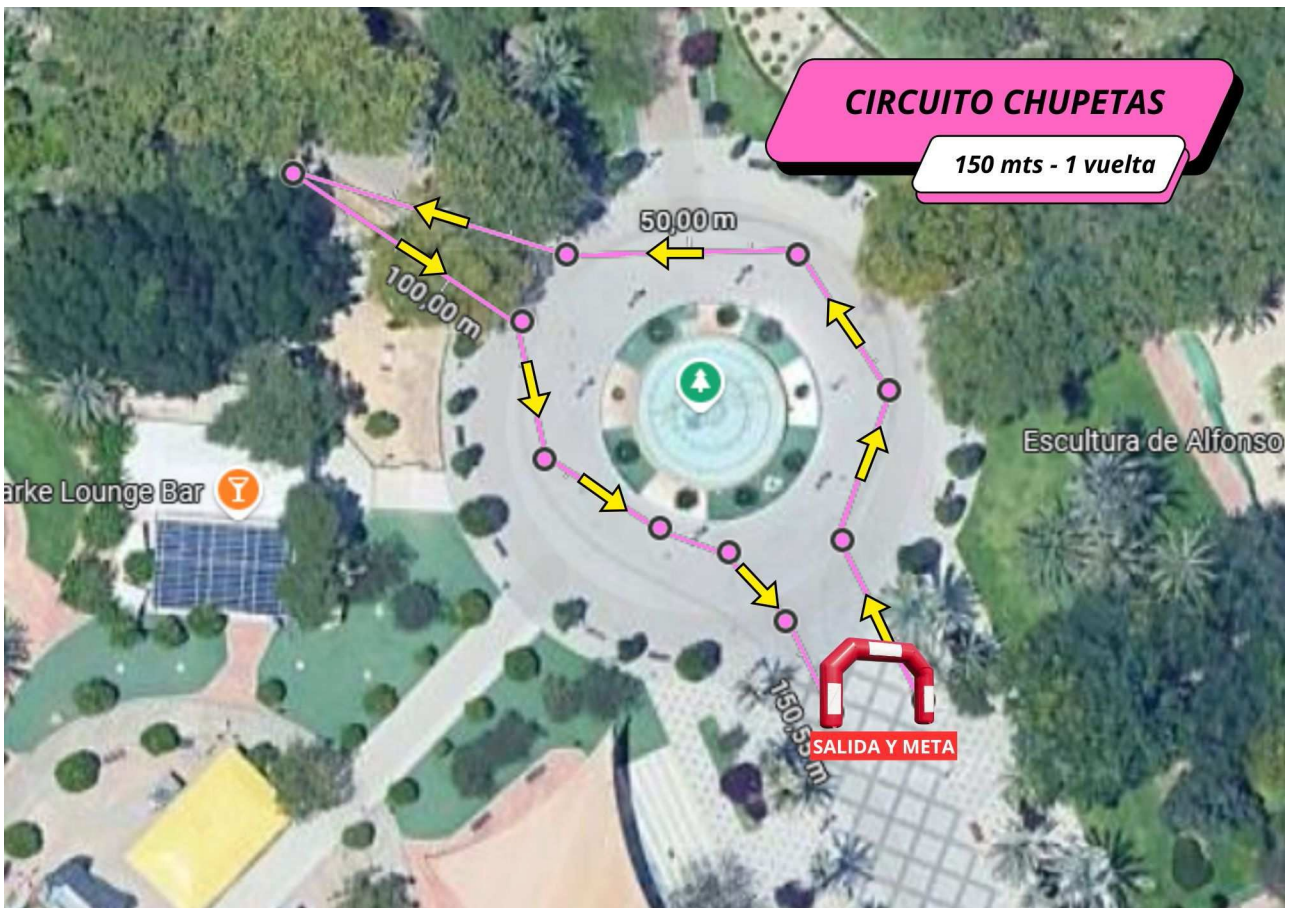 CIRCUITO CHUPETAS
150 mts - 1 vuelta
50,00 m
100,00 m
Escultura de Alfonso
arke Lounge Bar
150,55 m
SALIDA Y META